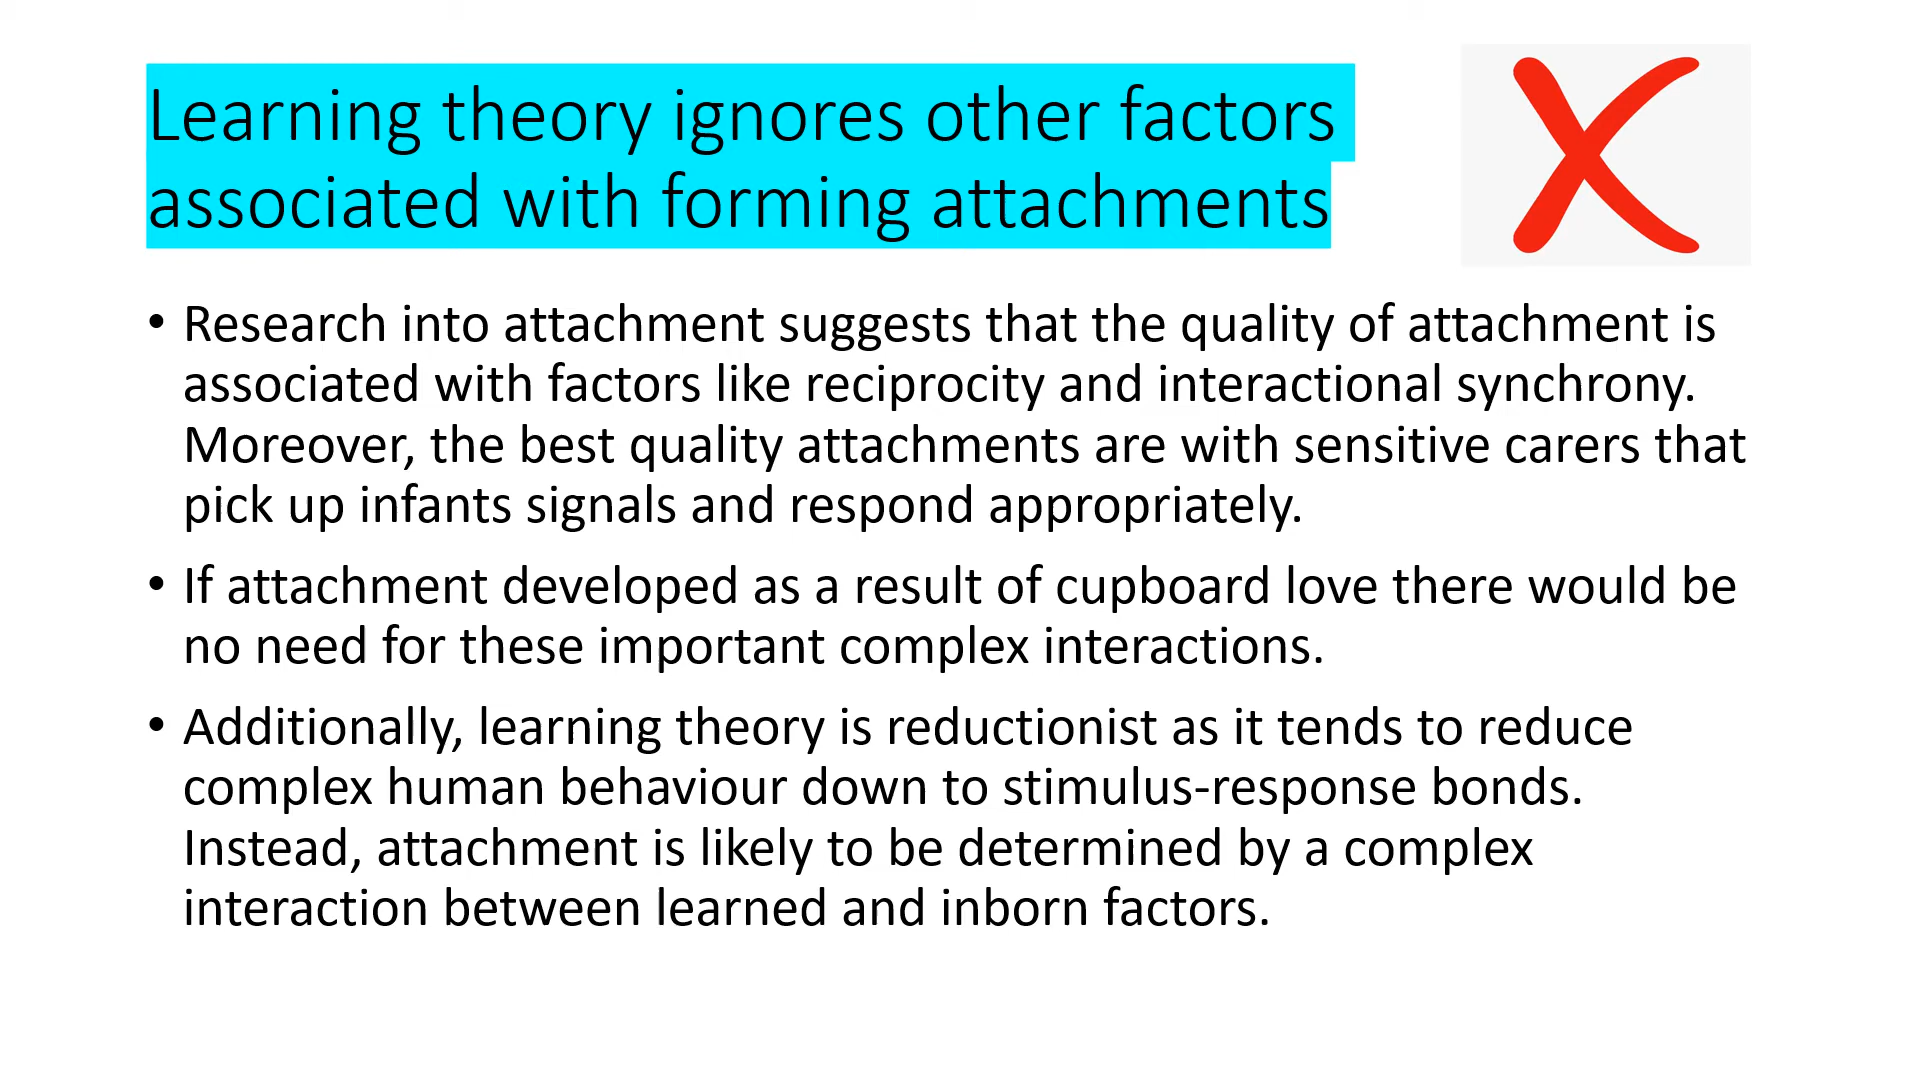 Learning theory ignores other factors
associated with forming attachments
• Research into attachment suggests that the quality of attachment is
associated with factors like reciprocity and interactional synchrony.
Moreover, the best quality attachments are with sensitive carers that
pick up infants signals and respond appropriately.
• If attachment developed as a result of cupboard love there would be
no need for these important complex interactions.
• Additionally, learning theory is reductionist as it tends to reduce
complex human behaviour down to stimulus-response bonds.
Instead, attachment is likely to be determined by a complex
interaction between learned and inborn factors.